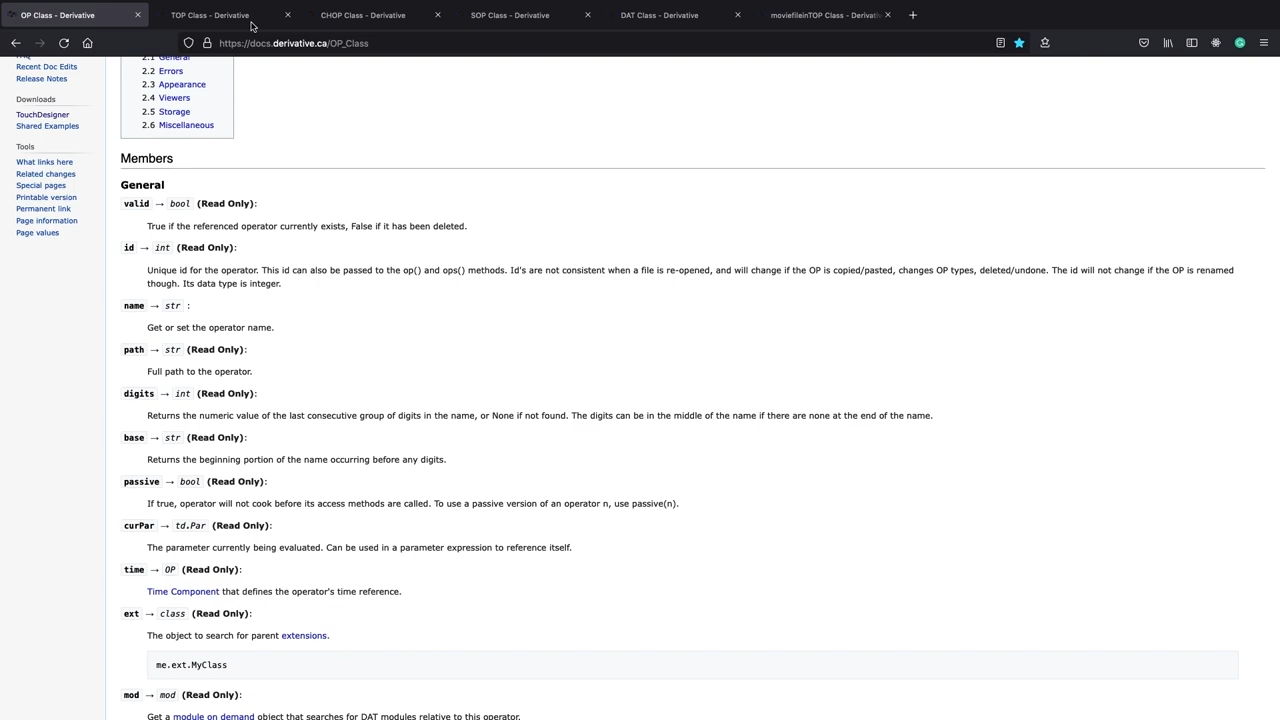 OP Class – Derivative
TOP Class – Derivative
CHOP Class – Derivative
SOP Class – Derivative
DAT Class – Derivative
moviefileinTOP Class – Derivativ
https://docs.derivative.ca/OP_Class
Recent Doc Edits
Release Notes
Downloads
TouchDesigner
Shared Examples
Tools
What links here
Related changes
Special pages
Printable version
Permanent link
Page information
Page values
2.1 General
2.2 Errors
2.3 Appearance
2.4 Viewers
2.5 Storage
2.6 Miscellaneous
Members
General
valid → bool (Read Only):
True if the referenced operator currently exists, False if it has been deleted.
id → int (Read Only):
Unique id for the operator. This id can also be passed to the op() and ops() methods. Id's are not consistent when a file is re-opened, and will change if the OP is copied/pasted, changes OP types, deleted/undone. The id will not change if the OP is renamed
though. Its data type is integer.
name → str :
Get or set the operator name.
path → str (Read Only):
Full path to the operator.
digits → int (Read Only):
Returns the numeric value of the last consecutive group of digits in the name, or None if not found. The digits can be in the middle of the name if there are none at the end of the name.
base → str (Read Only):
Returns the beginning portion of the name occurring before any digits.
passive → bool (Read Only):
If true, operator will not cook before its access methods are called. To use a passive version of an operator n, use passive(n).
curPar → td.Par (Read Only):
The parameter currently being evaluated. Can be used in a parameter expression to reference itself.
time → OP (Read Only):
Time Component that defines the operator's time reference.
ext → class (Read Only):
The object to search for parent extensions.
me.ext.MyClass
mod → mod (Read Only):
Get a module on demand object that searches for DAT modules relative to this operator.